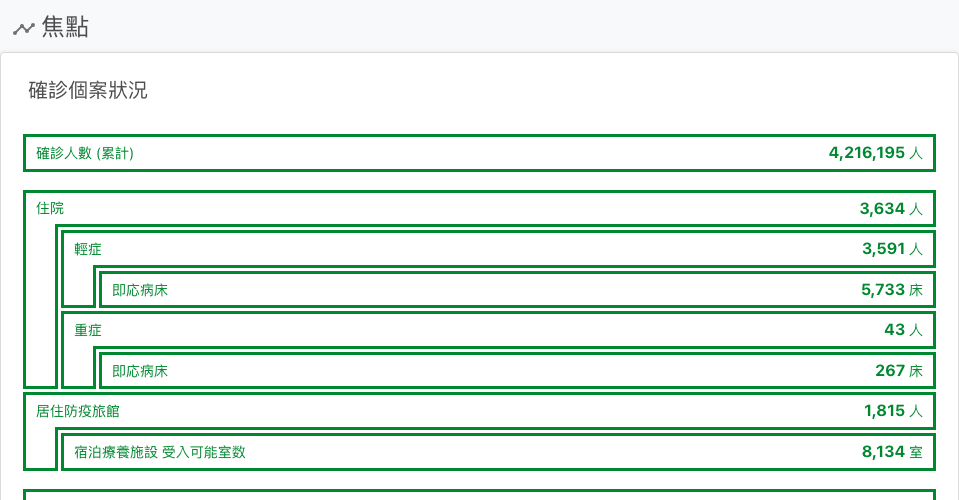 焦點
確診個案狀況
確診人數 (累計) 4,216,195 人
住院 3,634 人
輕症 3,591 人
即応病床 5,733 床
重症 43 人
即応病床 267 床
居住防疫旅館 1,815 人
宿泊療養施設 受入可能室数 8,134 室